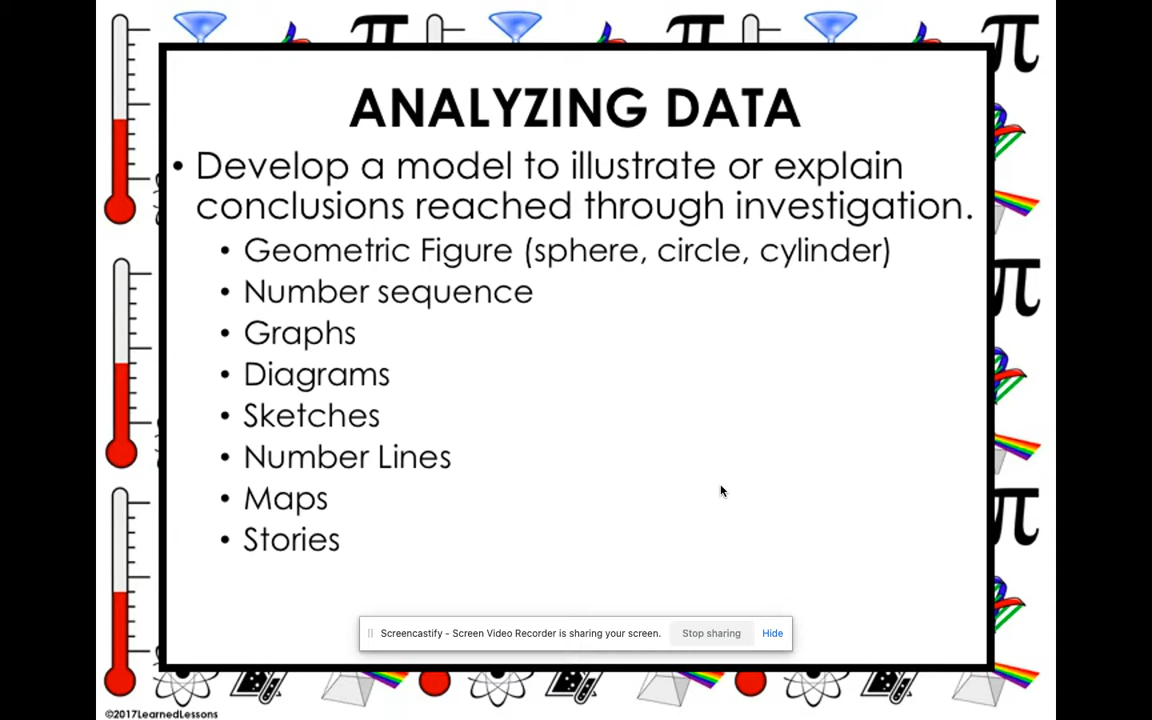 ANALYZING DATA
• Develop a model to illustrate or explain
conclusions reached through investigation.
• Geometric Figure (sphere, circle, cylinder)
• Number sequence
• Graphs
• Diagrams
• Sketches
• Number Lines
• Maps
• Stories
Screencastify - Screen Video Recorder is sharing your screen. Stop sharing Hide
©2017LearnedLessons